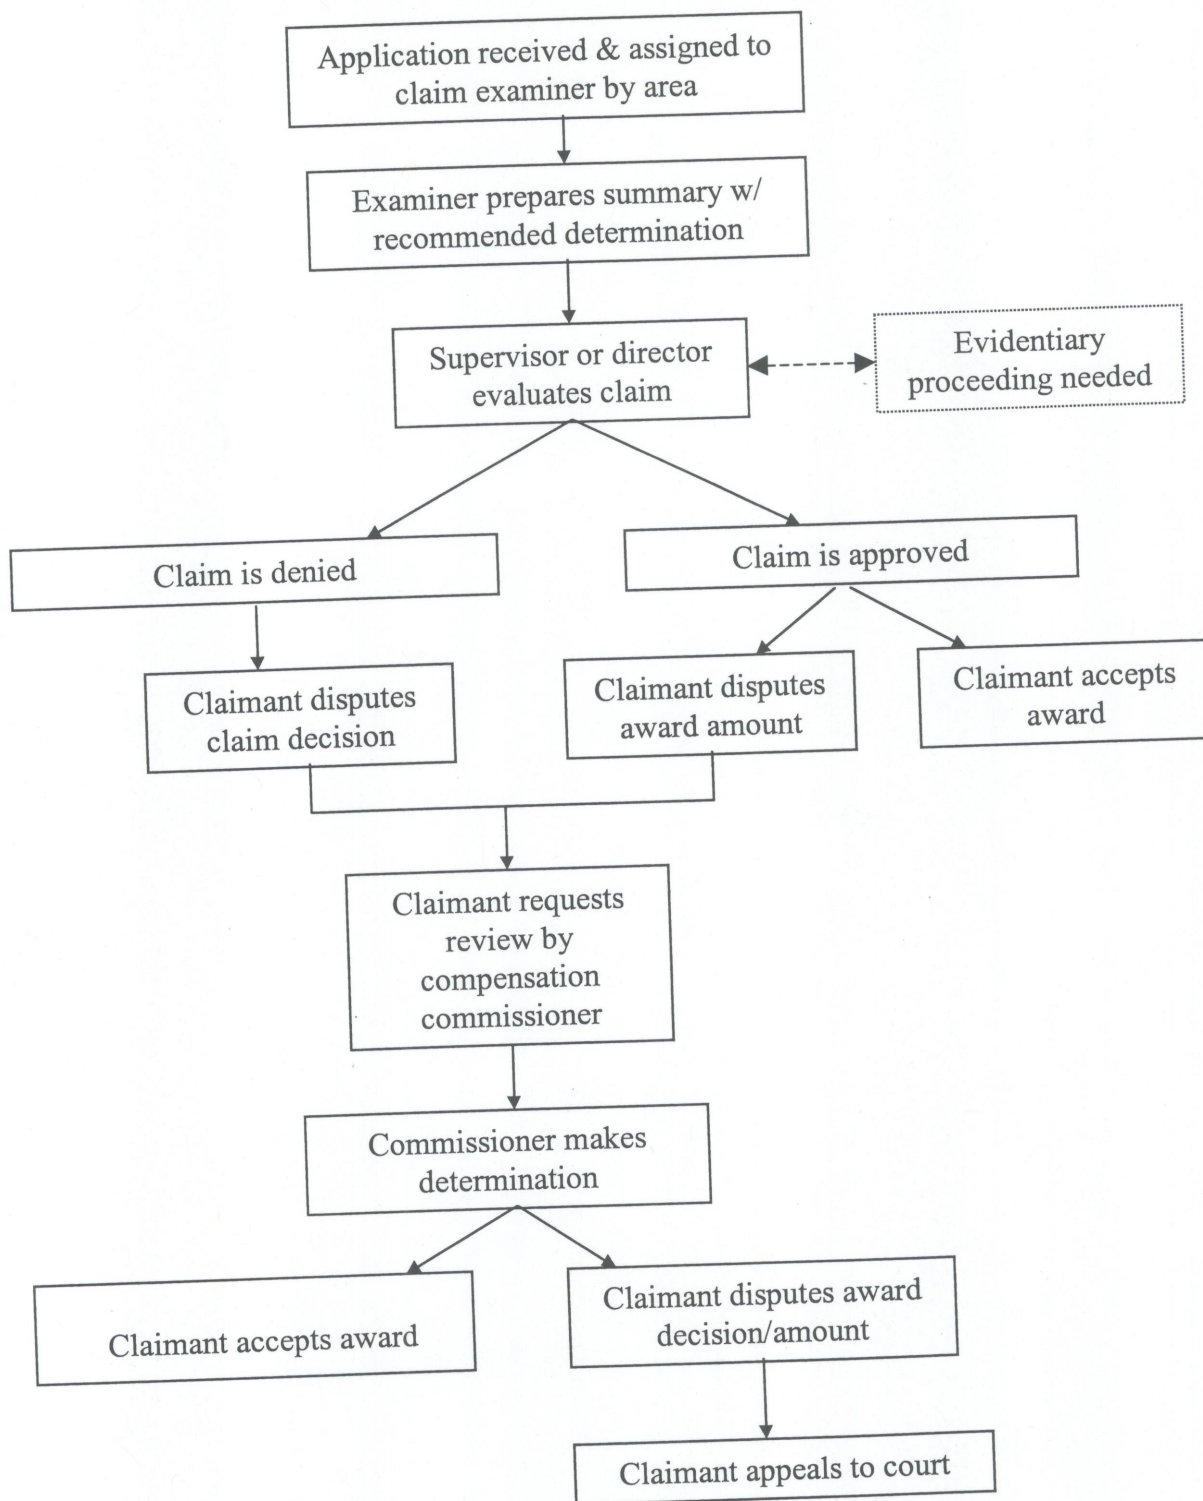 Application received & assigned to
claim examiner by area
Examiner prepares summary w/
recommended determination
Supervisor or director
evaluates claim
Evidentiary
proceeding needed
Claim is denied
Claim is approved
Claimant disputes
claim decision
Claimant disputes
award amount
Claimant accepts
award
Claimant requests
review by
compensation
commissioner
Commissioner makes
determination
Claimant accepts award
Claimant disputes award
decision/amount
Claimant appeals to court